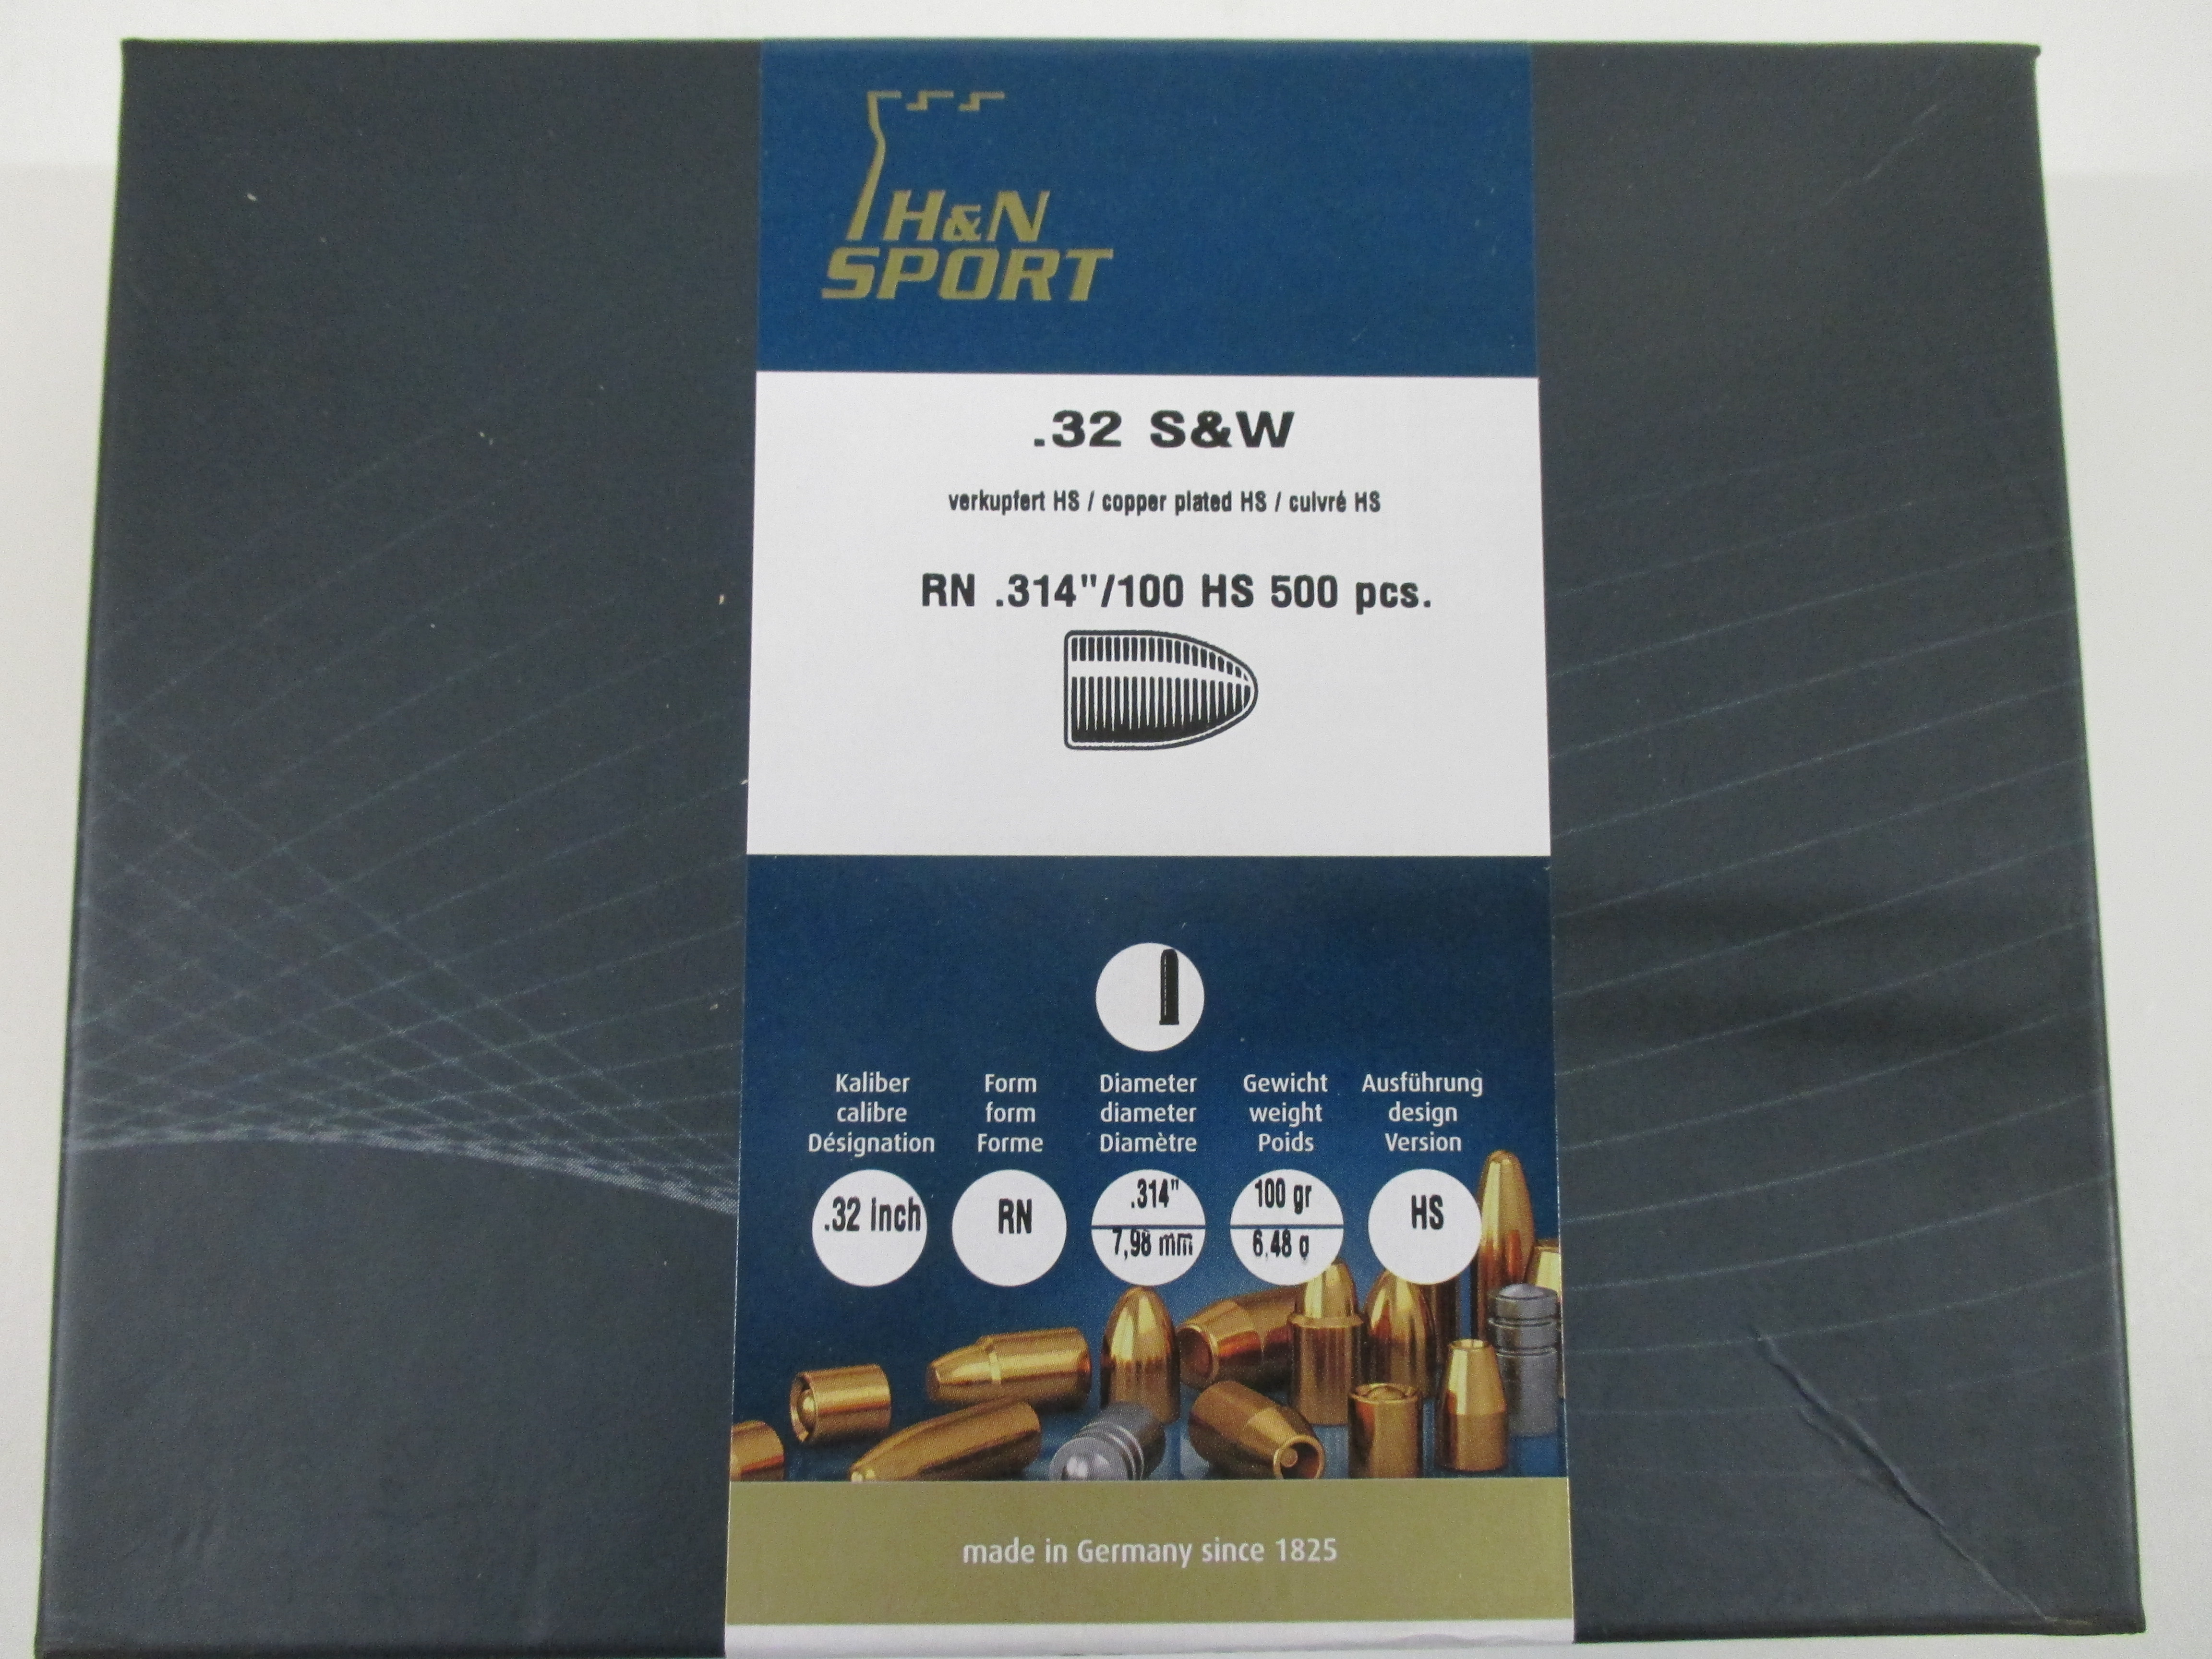 H&N
SPORT
.32 S&W
verkupfert HS / copper plated HS / cuivré HS
RN .314"/100 HS 500 pcs.
Kaliber Form Diameter Gewicht Ausführung
calibre form diameter weight design
Désignation Forme Diamètre Poids Version
.32 inch RN .314" 100 gr HS
7,98 mm 6.48 g
made in Germany since 1825